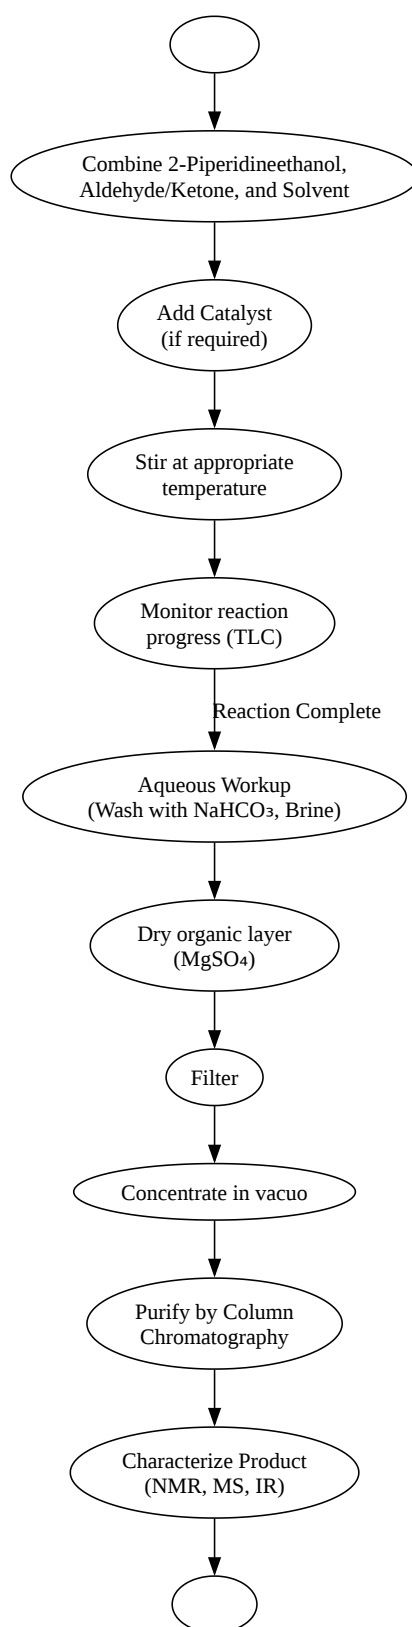 Combine 2-Piperidineethanol,
Aldehyde/Ketone, and Solvent
Add Catalyst
(if required)
Stir at appropriate
temperature
Monitor reaction
progress (TLC)
Reaction Complete
Aqueous Workup
(Wash with NaHCO₃, Brine)
Dry organic layer
(MgSO₄)
Filter
Concentrate in vacuo
Purify by Column
Chromatography
Characterize Product
(NMR, MS, IR)